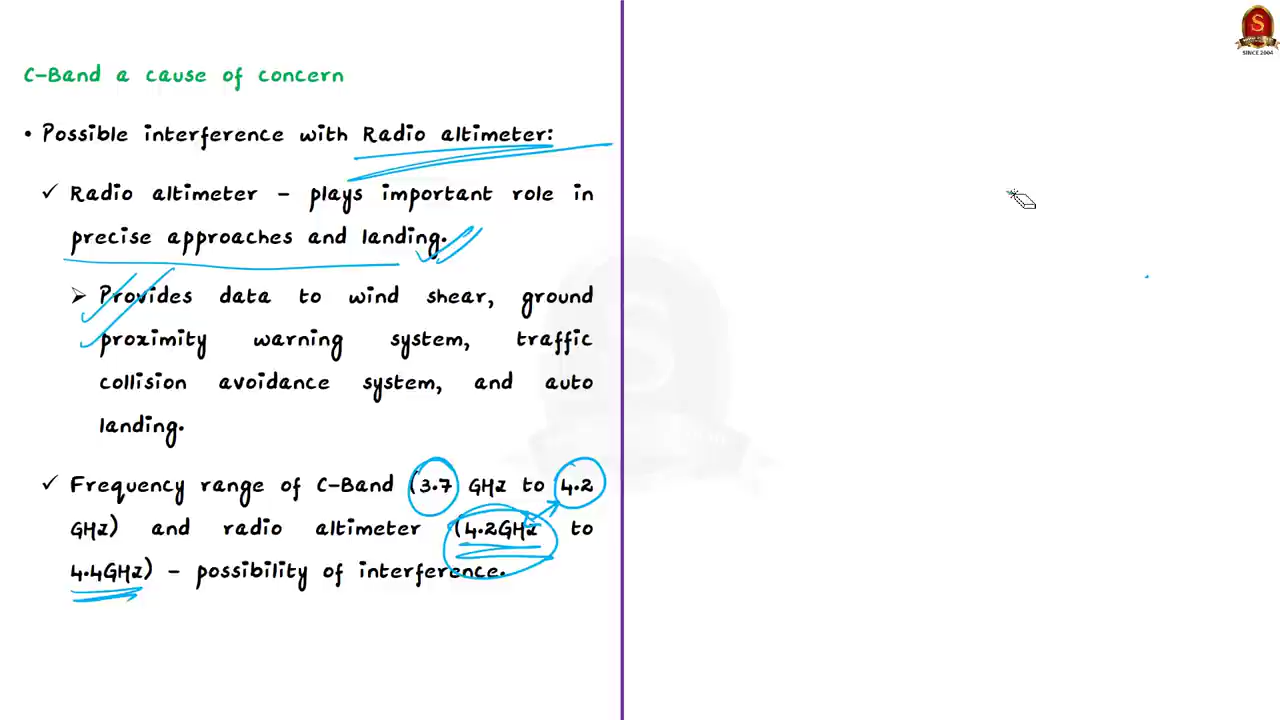 C-Band a cause of concern
• Possible interference with Radio altimeter:
✓ Radio altimeter - plays important role in
precise approaches and landing.
➢ Provides data to wind shear, ground
proximity warning system, traffic
collision avoidance system, and auto
landing.
✓ Frequency range of C-Band (3.7 GHz to 4.2
GHz) and radio altimeter (4.2GHz to
4.4GHz) - possibility of interference.
S
SINCE 2004